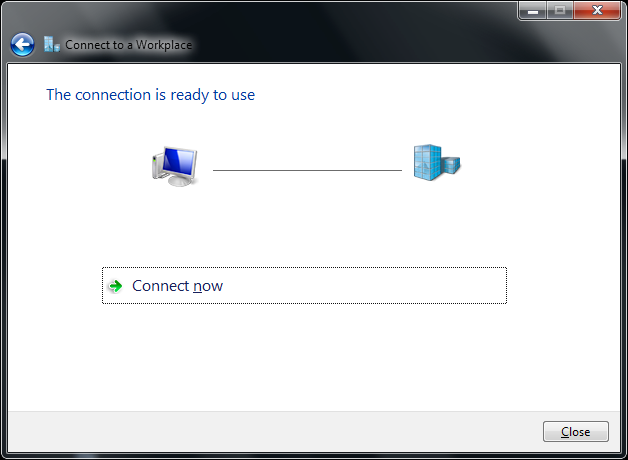 Connect to a Workplace
The connection is ready to use
Connect now
Close